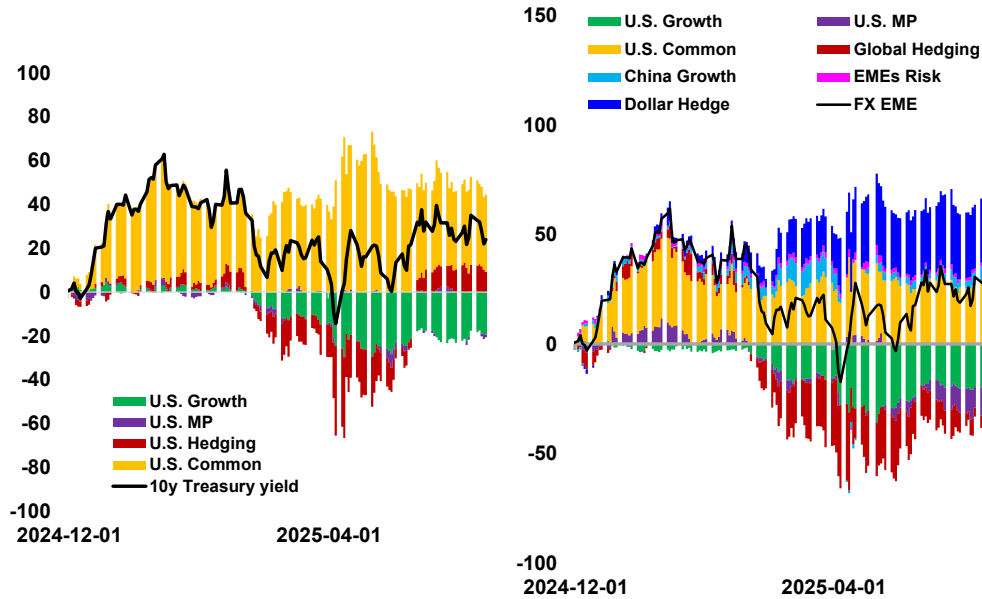 100
80
60
40
20
0
-20
-40
-60
-80
-100
2024-12-01
2025-04-01
U.S. Growth
U.S. MP
U.S. Hedging
U.S. Common
10y Treasury yield
150
100
50
0
-50
-100
2024-12-01
2025-04-01
U.S. Growth
U.S. MP
U.S. Common
Global Hedging
China Growth
EMEs Risk
Dollar Hedge
FX EME